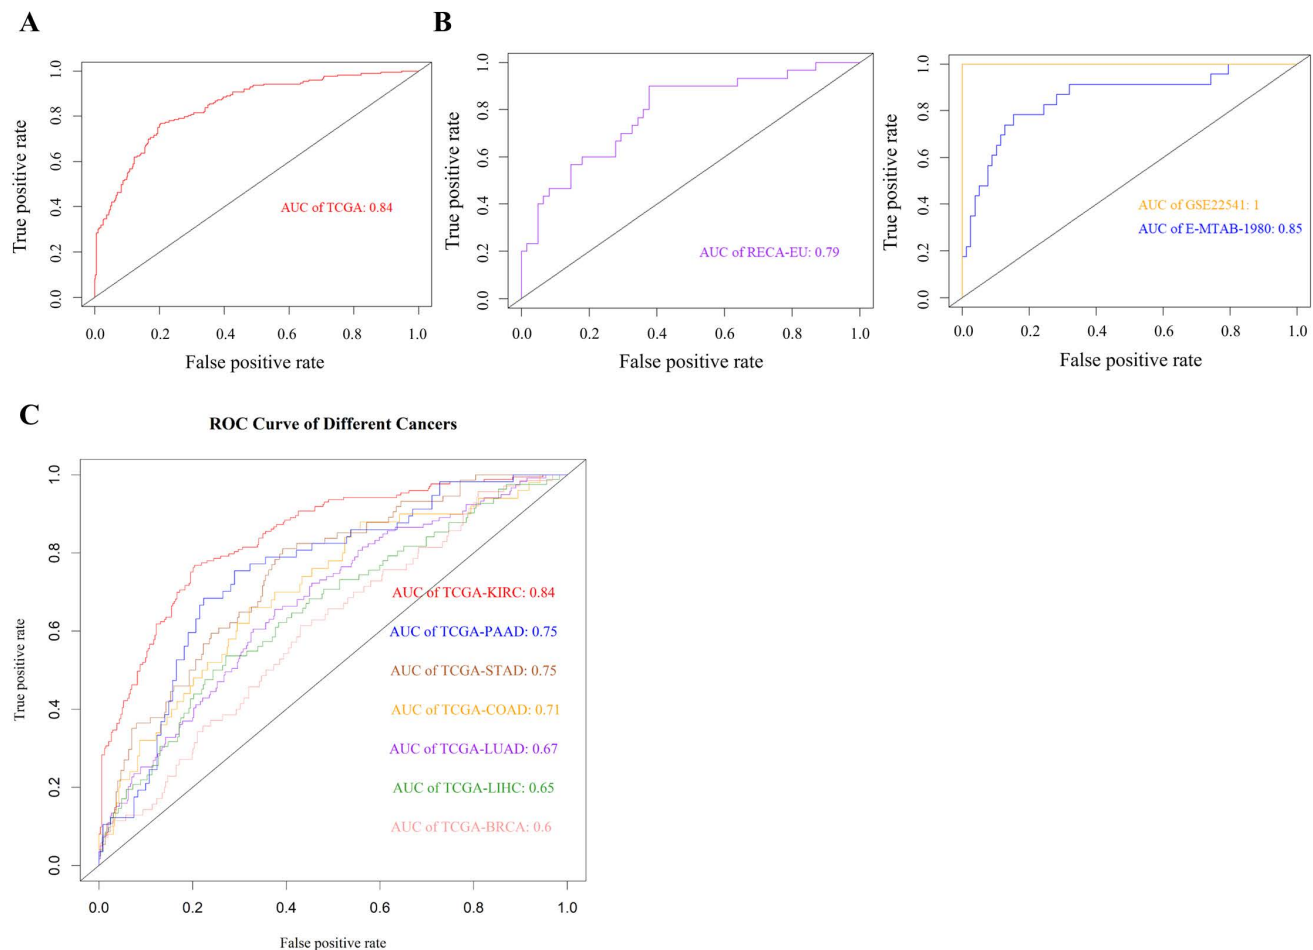 A
B
1.0
0.8
0.6
0.4
0.2
0.0
True positive rate
AUC of TCGA: 0.84
0.0 0.2 0.4 0.6 0.8 1.0
False positive rate
1.0
0.8
0.6
0.4
0.2
0.0
True positive rate
AUC of RECA-EU: 0.79
0.0 0.2 0.4 0.6 0.8 1.0
False positive rate
1.0
0.8
0.6
0.4
0.2
0.0
True positive rate
AUC of GSE22541: 1
AUC of E-MTAB-1980: 0.85
0.0 0.2 0.4 0.6 0.8 1.0
False positive rate
C
ROC Curve of Different Cancers
1.0
0.8
0.6
0.4
0.2
0.0
True positive rate
AUC of TCGA-KIRC: 0.84
AUC of TCGA-PAAD: 0.75
AUC of TCGA-STAD: 0.75
AUC of TCGA-COAD: 0.71
AUC of TCGA-LUAD: 0.67
AUC of TCGA-LIHC: 0.65
AUC of TCGA-BRCA: 0.6
0.0 0.2 0.4 0.6 0.8 1.0
False positive rate